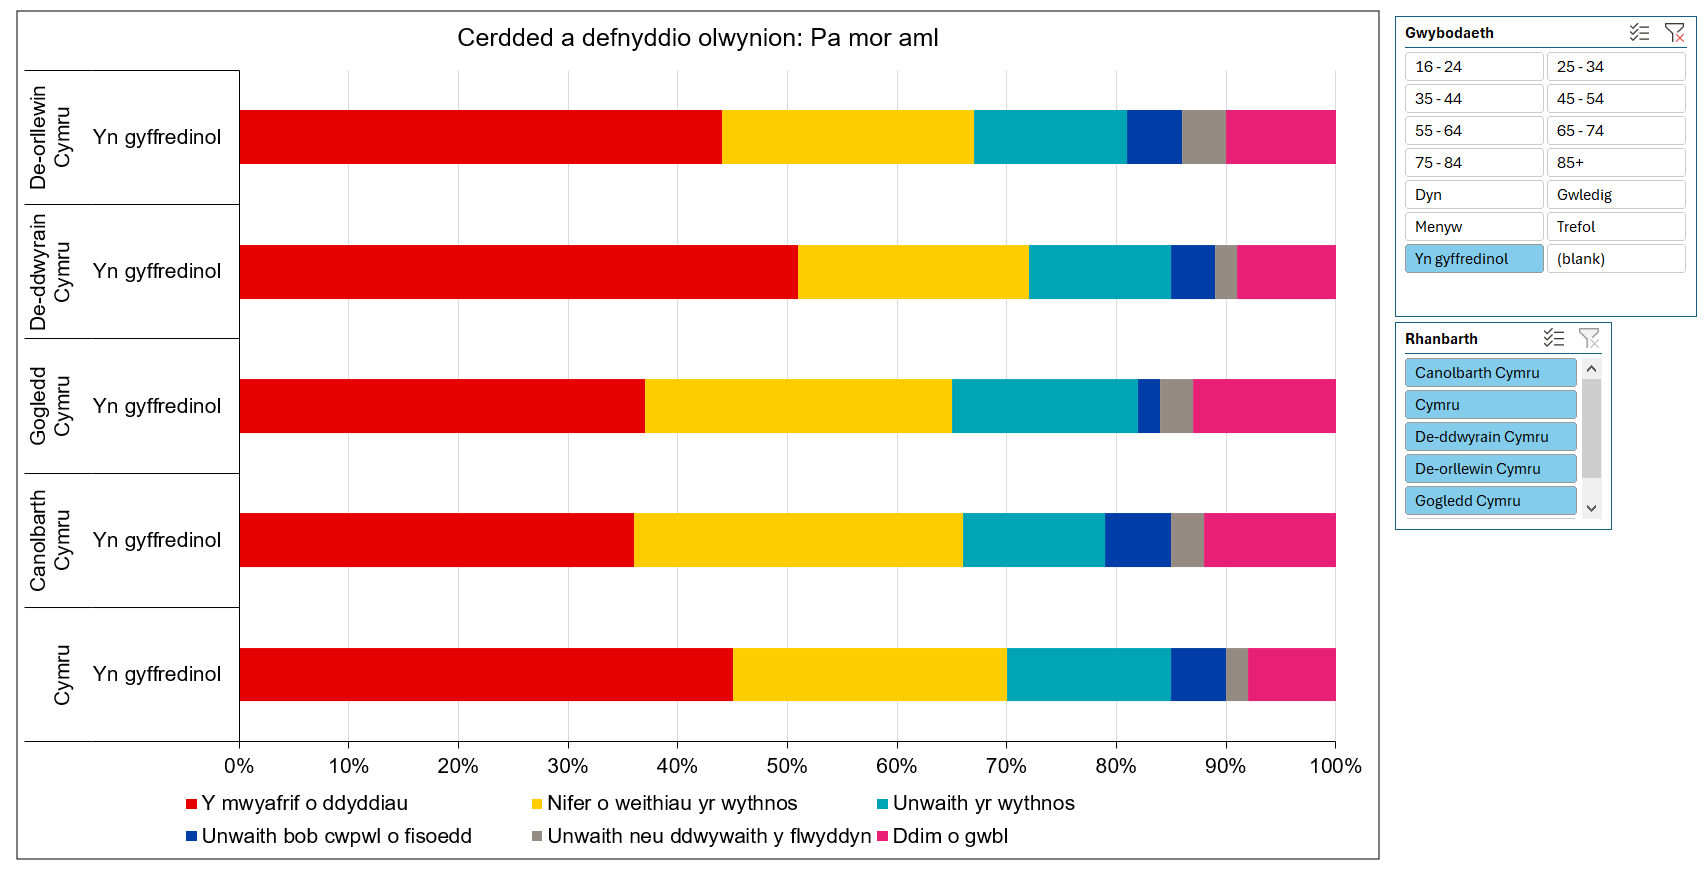 Cerdded a defnyddio olwynion: Pa mor aml
De-orllewin
Cymru
Yn gyffredinol
De-ddwyrain
Cymru
Yn gyffredinol
Gogledd
Cymru
Yn gyffredinol
Canolbarth
Cymru
Yn gyffredinol
Cymru
Yn gyffredinol
0% 10% 20% 30% 40% 50% 60% 70% 80% 90% 100%
Y mwyafrif o ddyddiau Nifer o weithiau yr wythnos Unwaith yr wythnos
Unwaith bob cwpwl o fisoedd Unwaith neu ddwywaith y flwyddyn Ddim o gwbl
Gwybodaeth
16 - 24 25 - 34
35 - 44 45 - 54
55 - 64 65 - 74
75 - 84 85+
Dyn Gwledig
Menyw Trefol
Yn gyffredinol (blank)
Rhanbarth
Canolbarth Cymru
Cymru
De-ddwyrain Cymru
De-orllewin Cymru
Gogledd Cymru